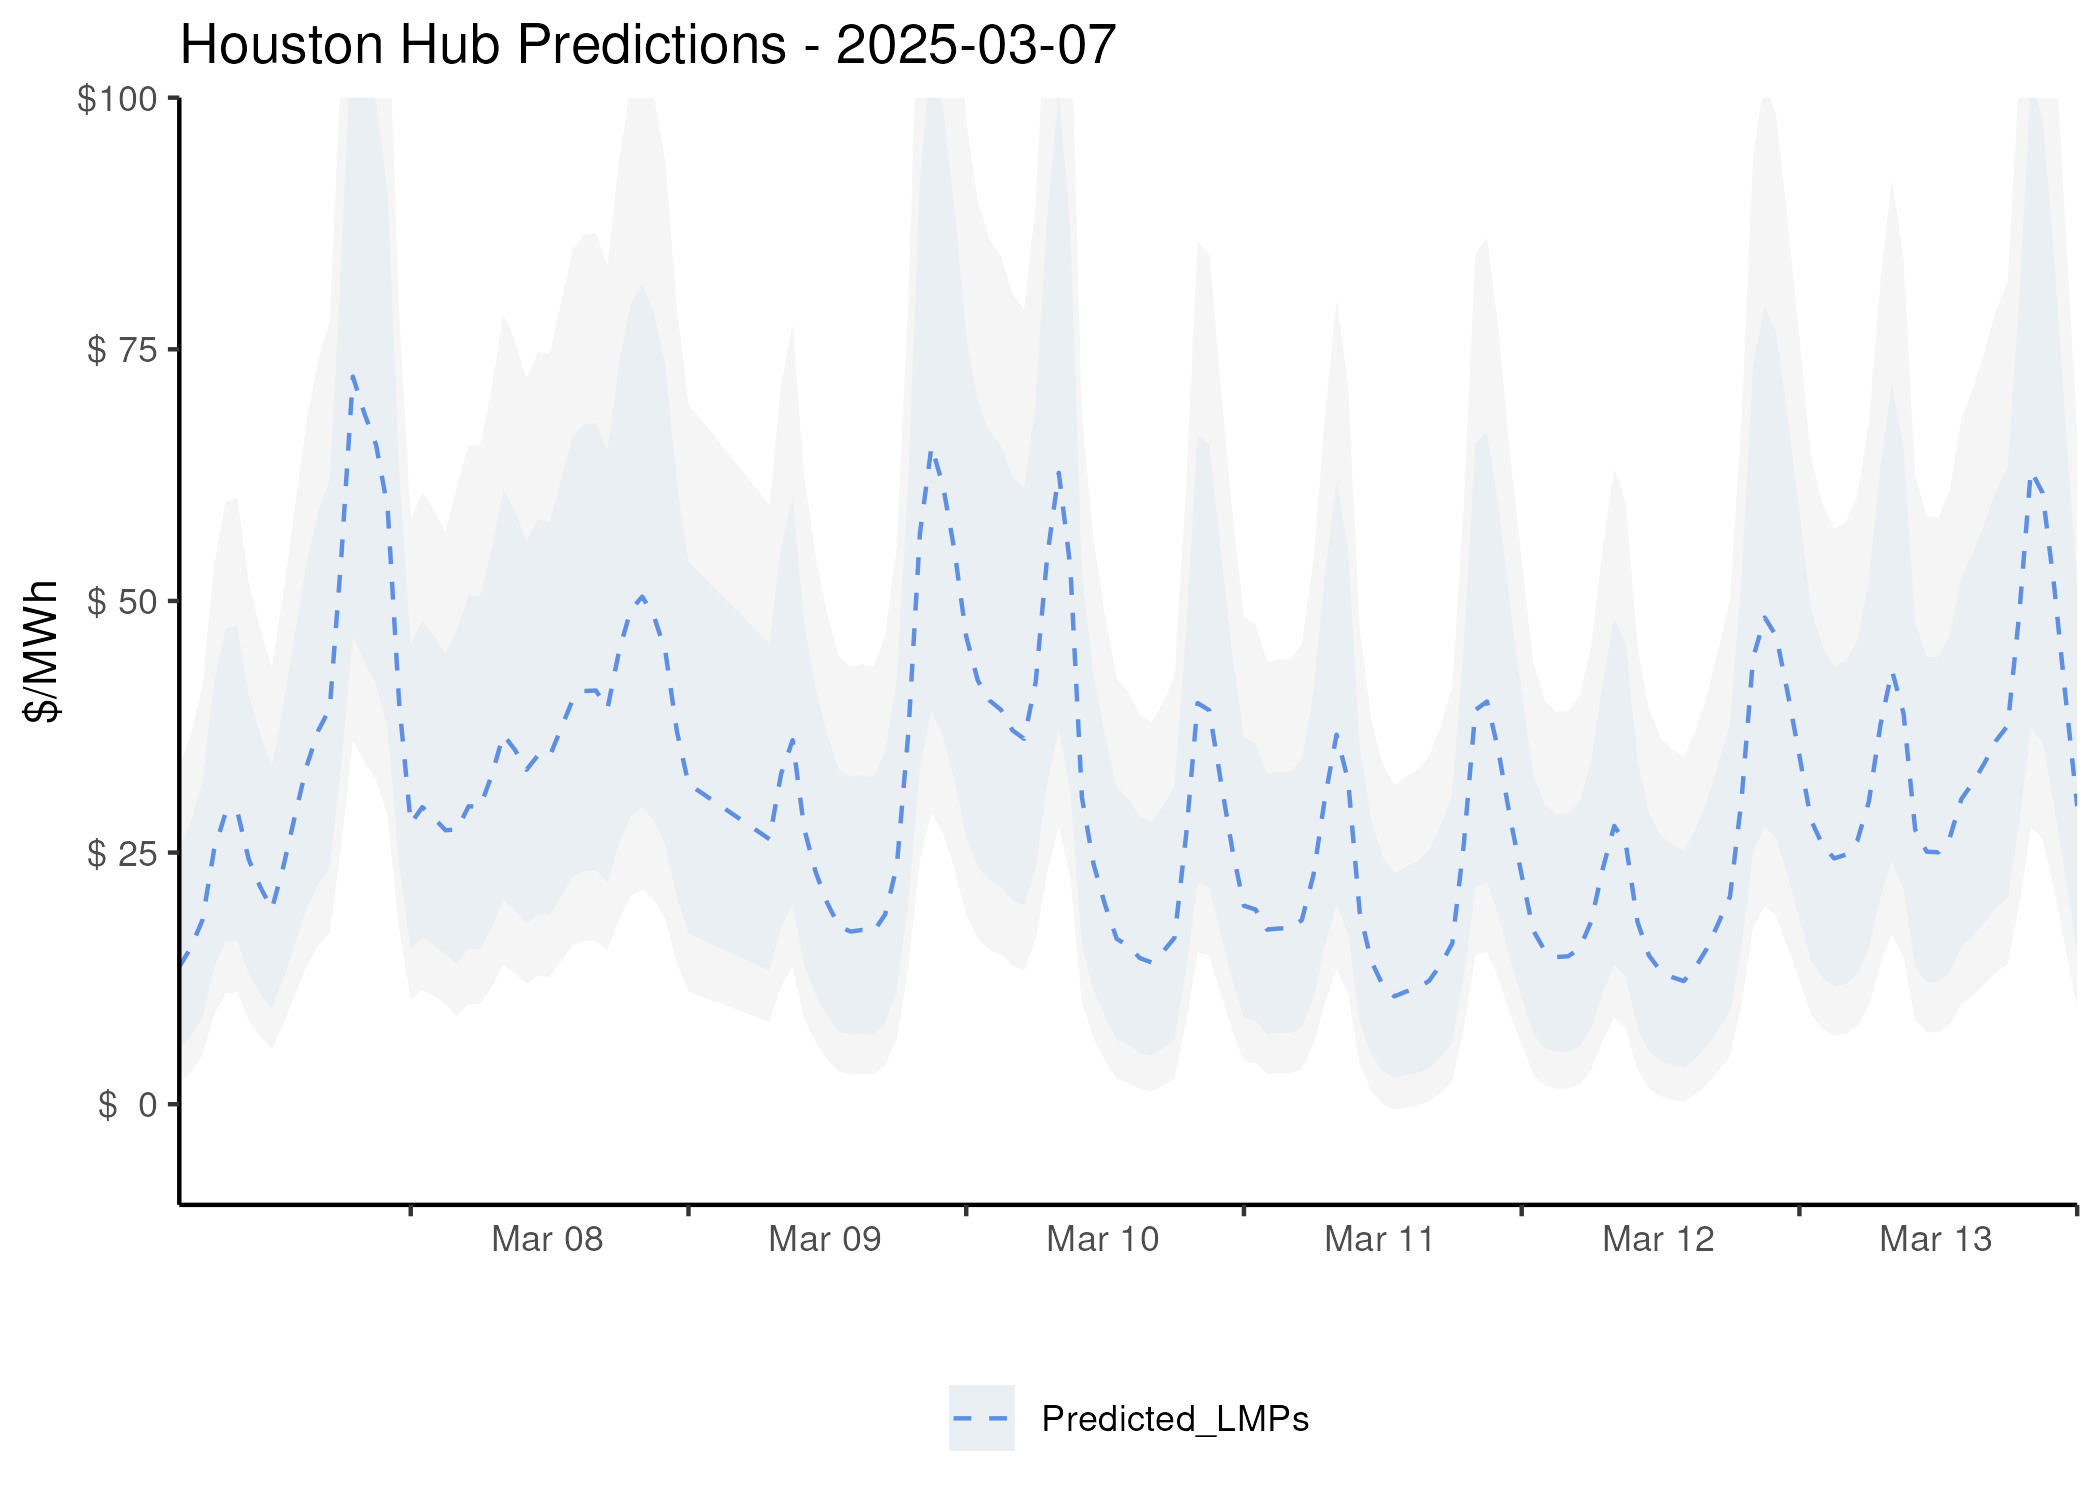 Houston Hub Predictions - 2025-03-07
$100
$ 75
$ 50
$ 25
$  0
$/MWh
Mar 08 Mar 09 Mar 10 Mar 11 Mar 12 Mar 13
Predicted_LMPs